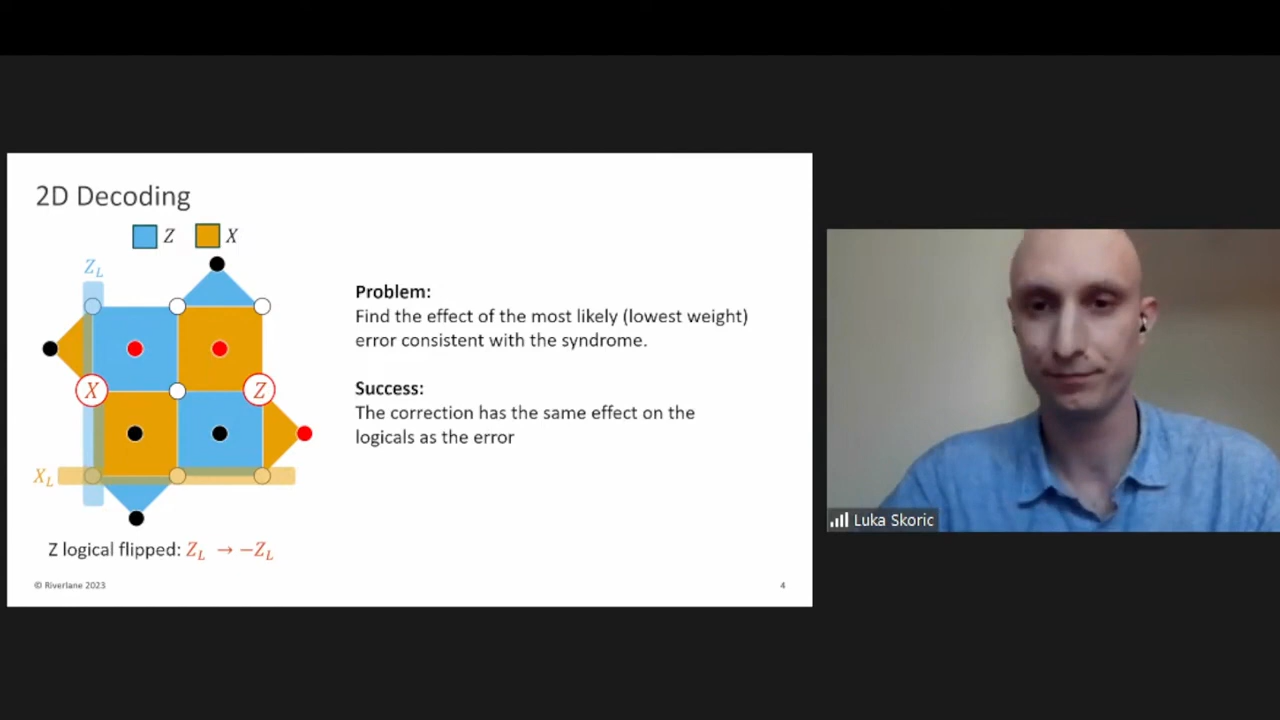 2D Decoding
Z X
Z_L
Problem:
Find the effect of the most likely (lowest weight)
error consistent with the syndrome.
X Z
Success:
The correction has the same effect on the
logicals as the error
X_L
Z logical flipped: Z_L → −Z_L
© Riverlane 2023
4
Luka Skoric